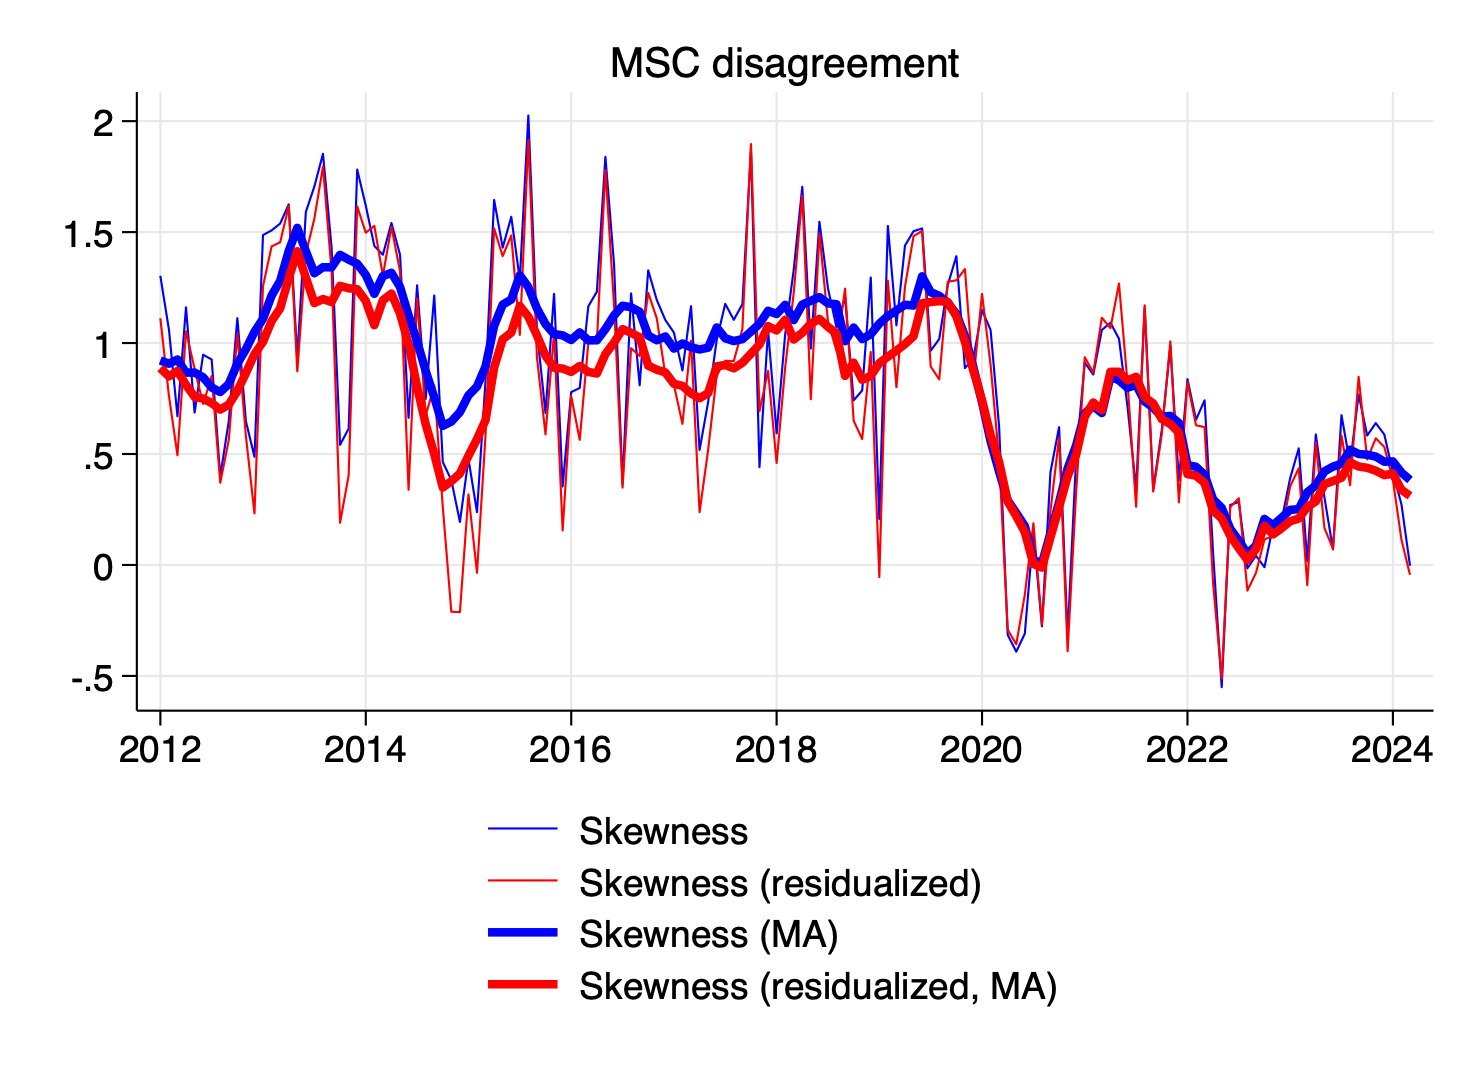 MSC disagreement
2
1.5
1
.5
0
-.5
2012 2014 2016 2018 2020 2022 2024
Skewness
Skewness (residualized)
Skewness (MA)
Skewness (residualized, MA)